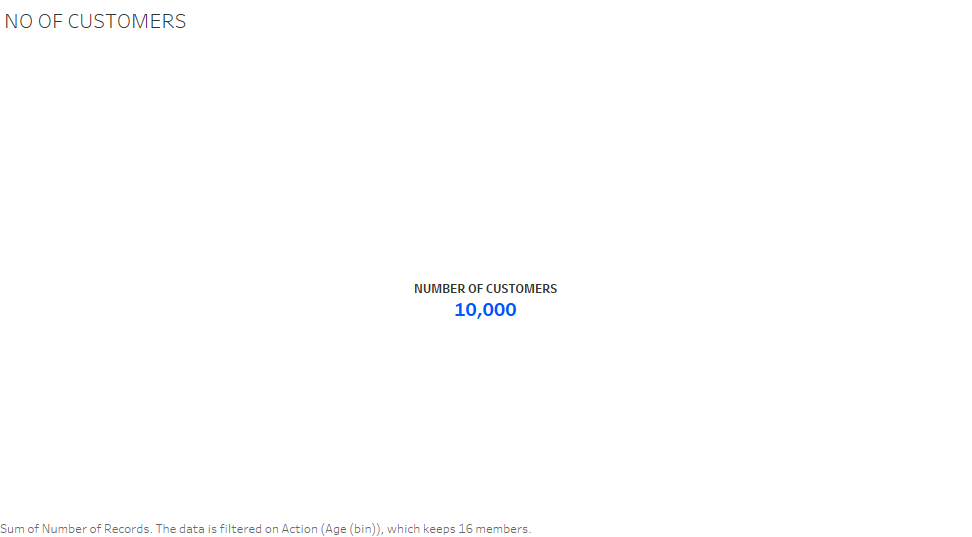 NO OF CUSTOMERS
NUMBER OF CUSTOMERS
10,000
Sum of Number of Records. The data is filtered on Action (Age (bin)), which keeps 16 members.